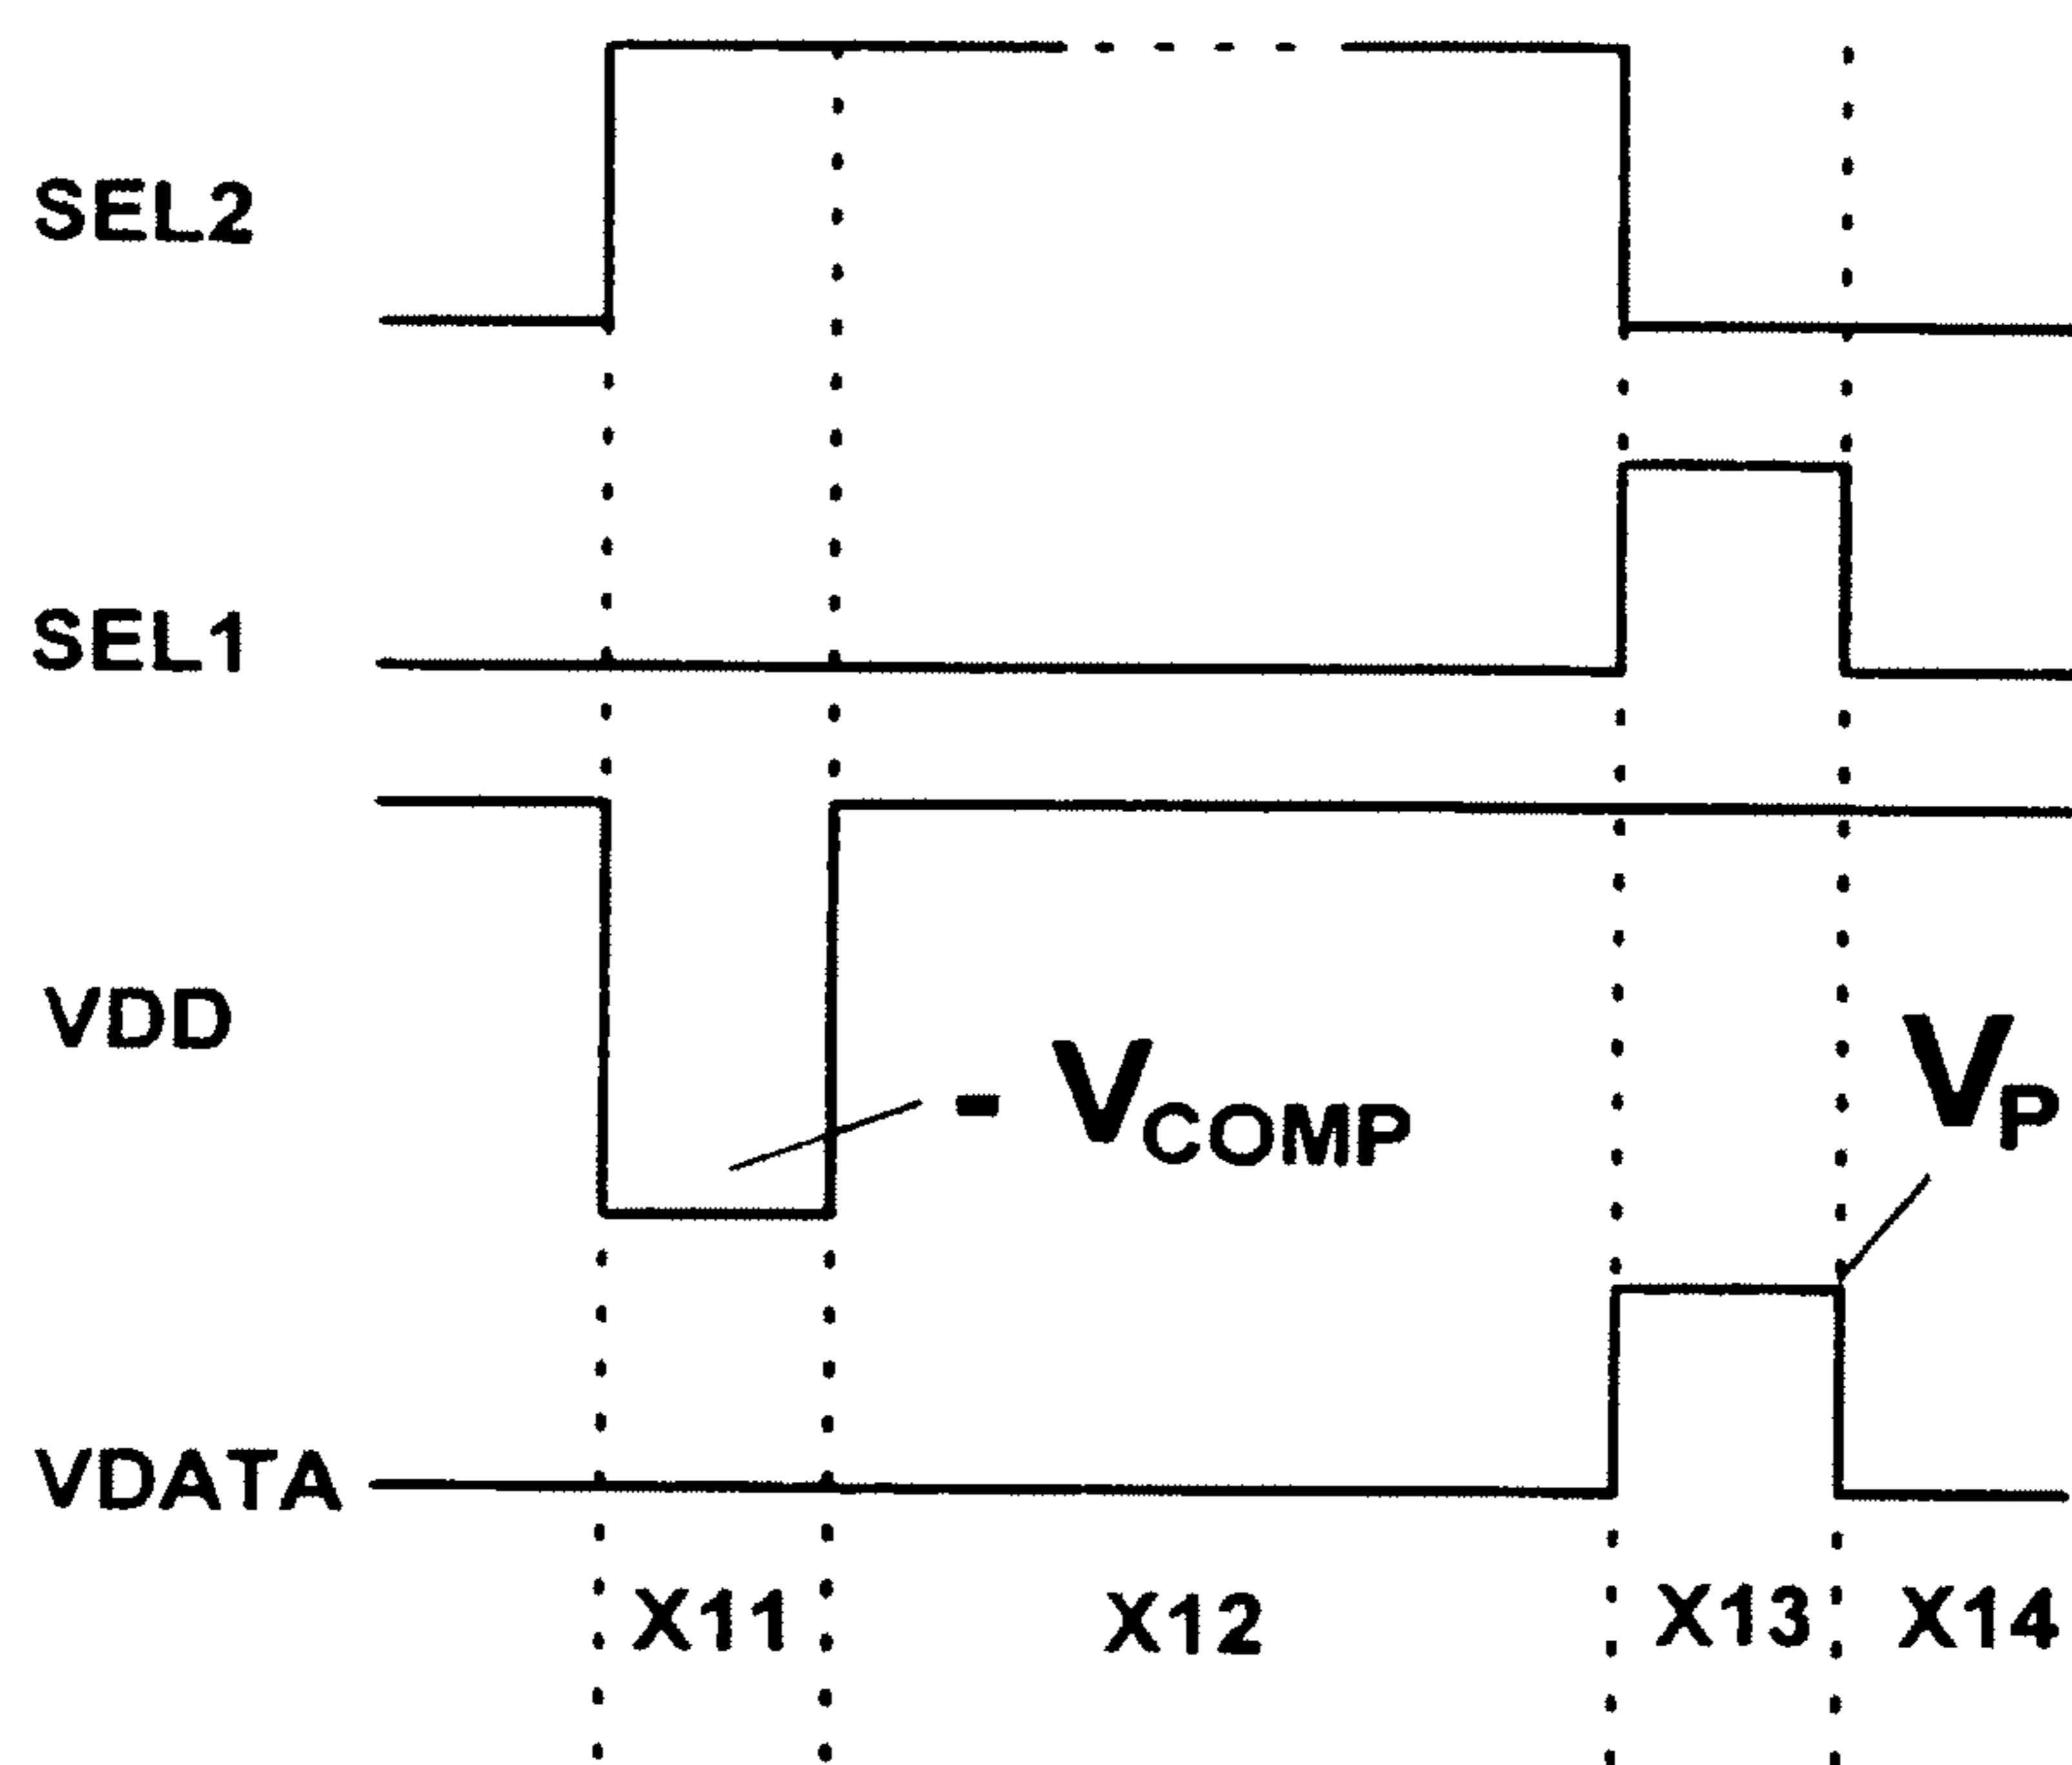 SEL2
SEL1
VDD
- VCOMP
VP
VDATA
X11 X12 X13 X14